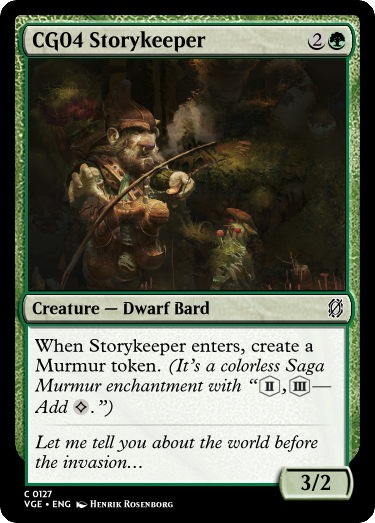 CG04 Storykeeper 2
Creature — Dwarf Bard
When Storykeeper enters, create a
Murmur token. (It's a colorless Saga
Murmur enchantment with “II, III—
Add C.”)
Let me tell you about the world before
the invasion…
3/2
C 0127
VGE • ENG Henrik Rosenborg